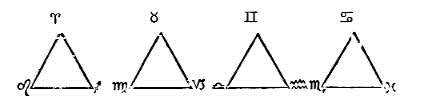 ♈ ♉ ♊ ♋
♌ ♐ ♍ ♑ ♎ ♒ ♏ ♓